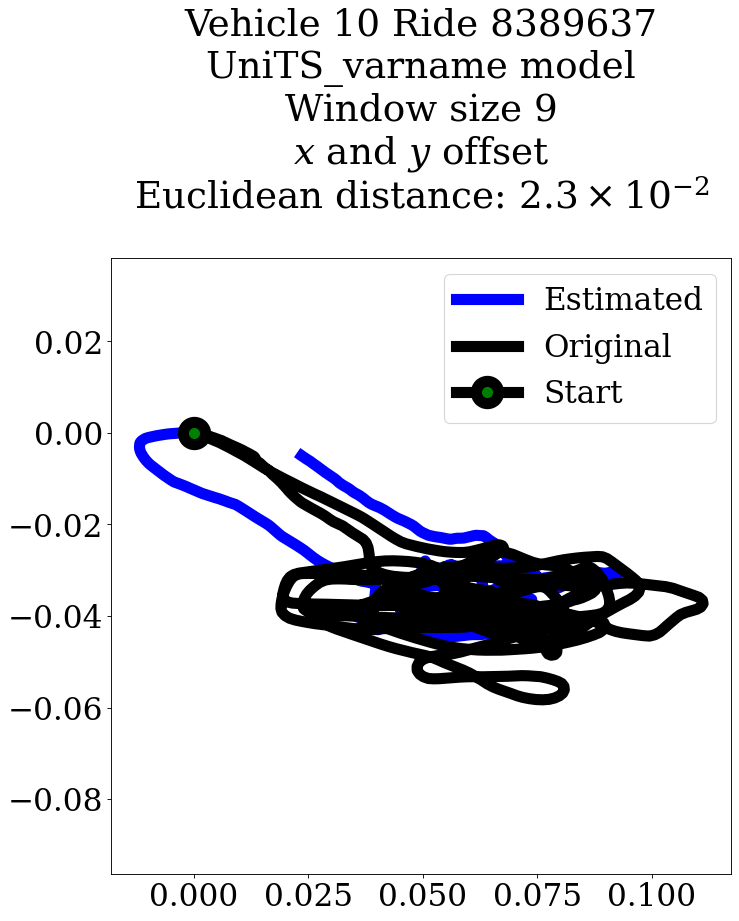 Vehicle 10 Ride 8389637
UniTS_varname model
Window size 9
x and y offset
Euclidean distance: 2.3 × 10⁻²
Estimated
Original
Start
0.02
0.00
−0.02
−0.04
−0.06
−0.08
0.000 0.025 0.050 0.075 0.100